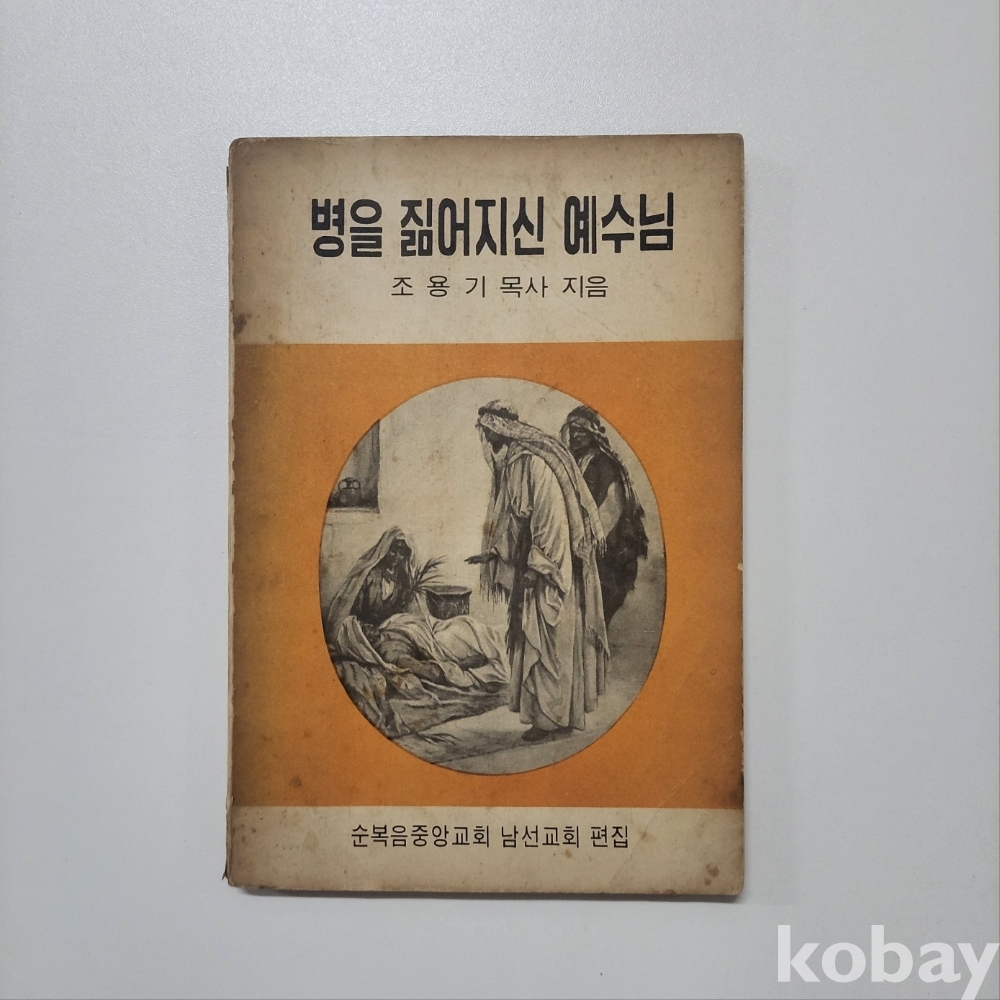 병을 짊어지신 예수님
조 용 기 목사 지음
순복음중앙교회 남선교회 편집
kobay